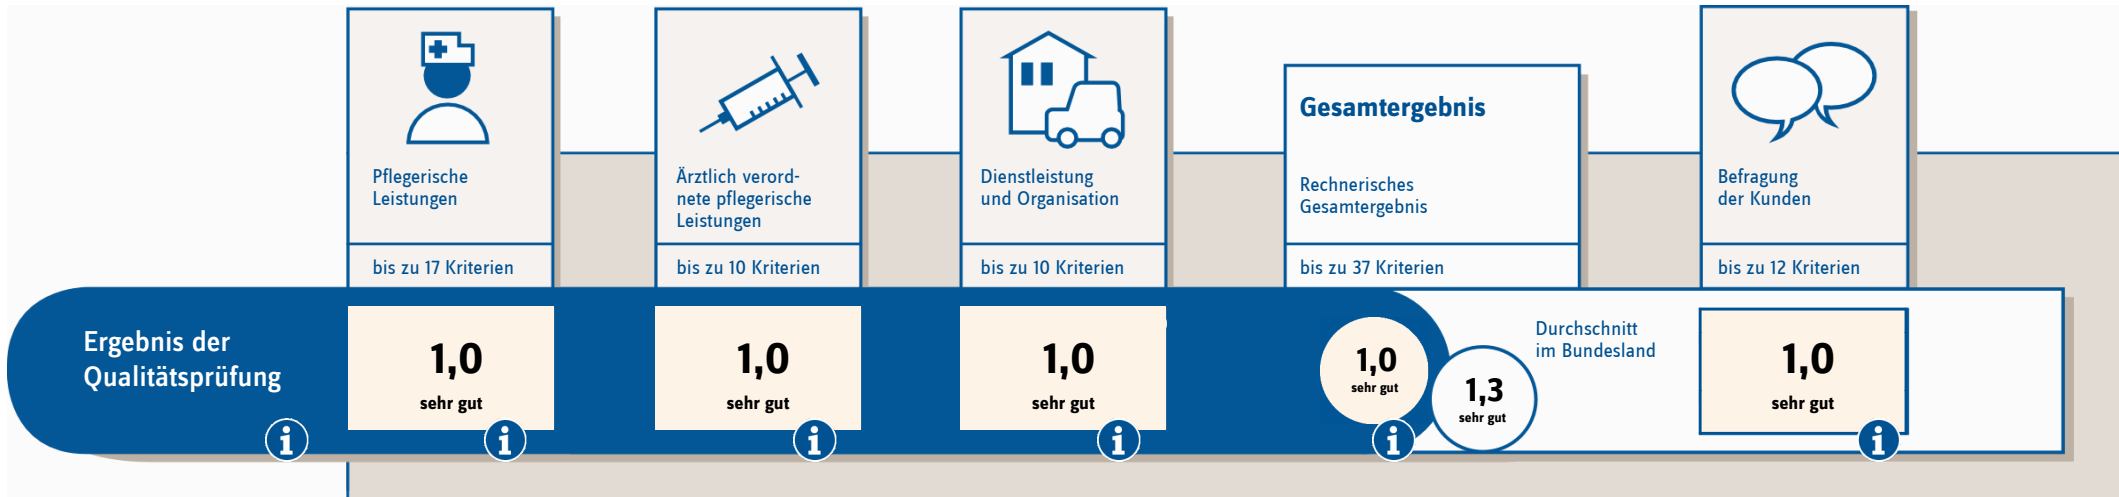 Pflegerische
Leistungen
bis zu 17 Kriterien
Ärztlich verord-
nete pflegerische
Leistungen
bis zu 10 Kriterien
Dienstleistung
und Organisation
bis zu 10 Kriterien
Gesamtergebnis
Rechnerisches
Gesamtergebnis
bis zu 37 Kriterien
Befragung
der Kunden
bis zu 12 Kriterien
Ergebnis der
Qualitätsprüfung
i
1,0
sehr gut
i
1,0
sehr gut
i
1,0
sehr gut
i
1,0
sehr gut
i
1,3
sehr gut
Durchschnitt
im Bundesland
1,0
sehr gut
i